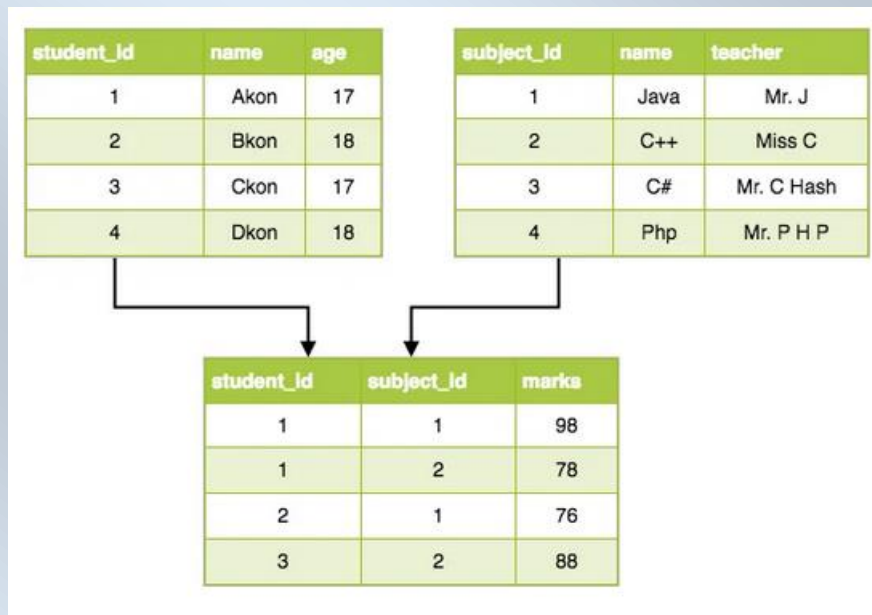 student_id name age
1 Akon 17
2 Bkon 18
3 Ckon 17
4 Dkon 18
subject_id name teacher
1 Java Mr. J
2 C++ Miss C
3 C# Mr. C Hash
4 Php Mr. P H P
student_id subject_id marks
1 1 98
1 2 78
2 1 76
3 2 88